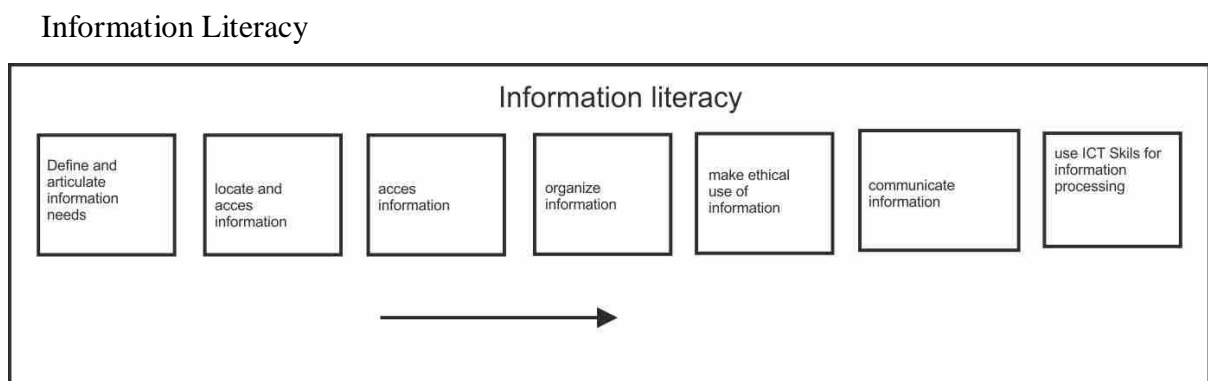 Information Literacy
Information literacy
Define and
articulate
information
needs
locate and
acces
information
acces
information
organize
information
make ethical
use of
information
communicate
information
use ICT Skils for
information
processing